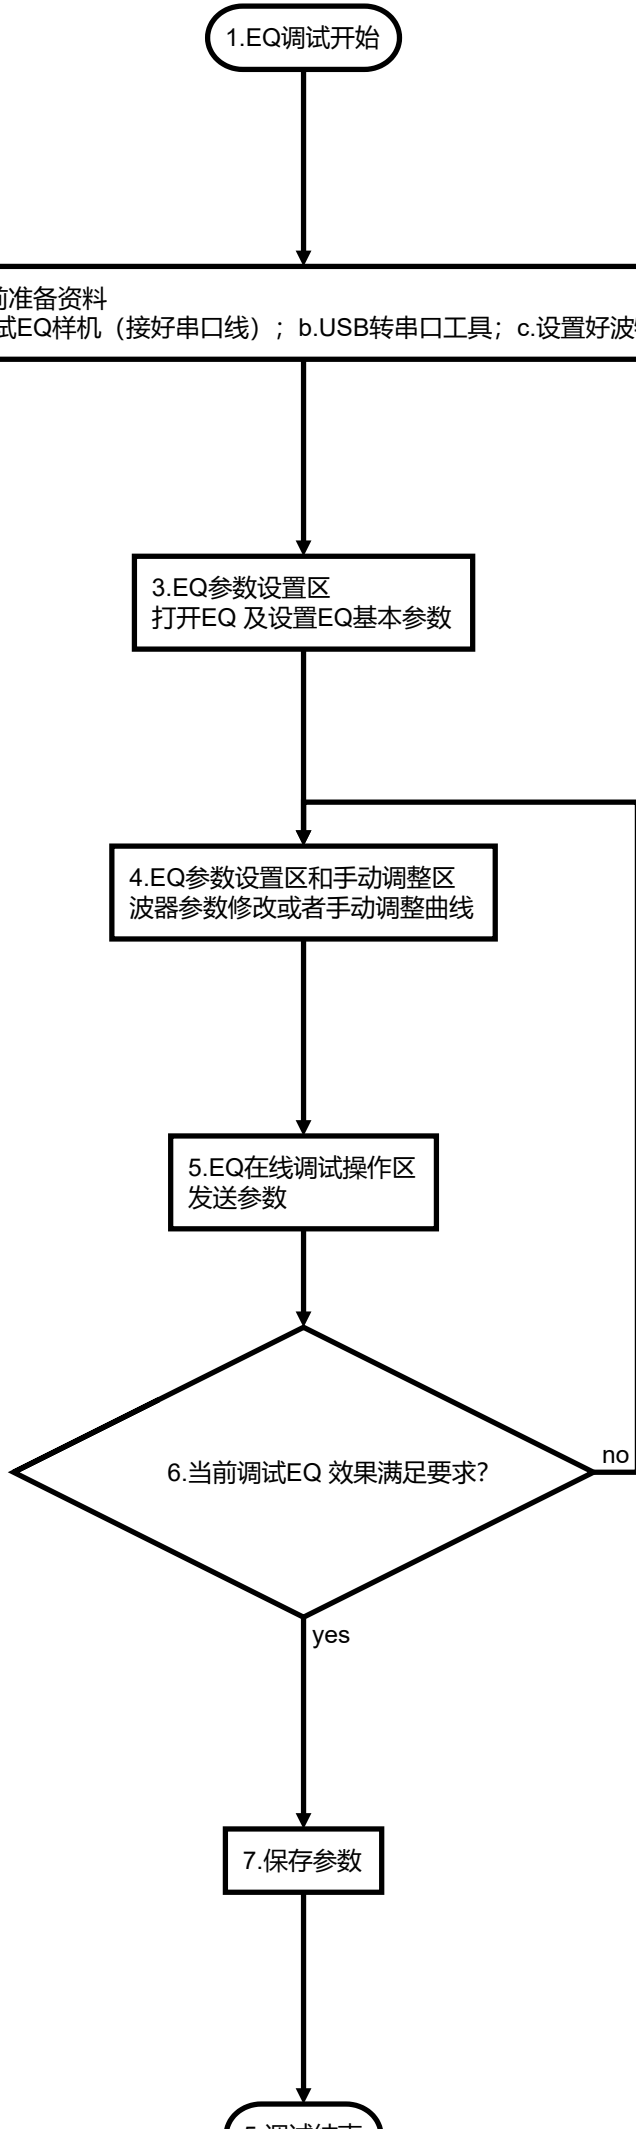 1.EQ调试开始
准备资料
EQ样机（接好串口线）；b.USB转串口工具；c.设置好波
3.EQ参数设置区
打开EQ 及设置EQ基本参数
4.EQ参数设置区和手动调整区
波器参数修改或者手动调整曲线
5.EQ在线调试操作区
发送参数
6.当前调试EQ 效果满足要求？
no
yes
7.保存参数